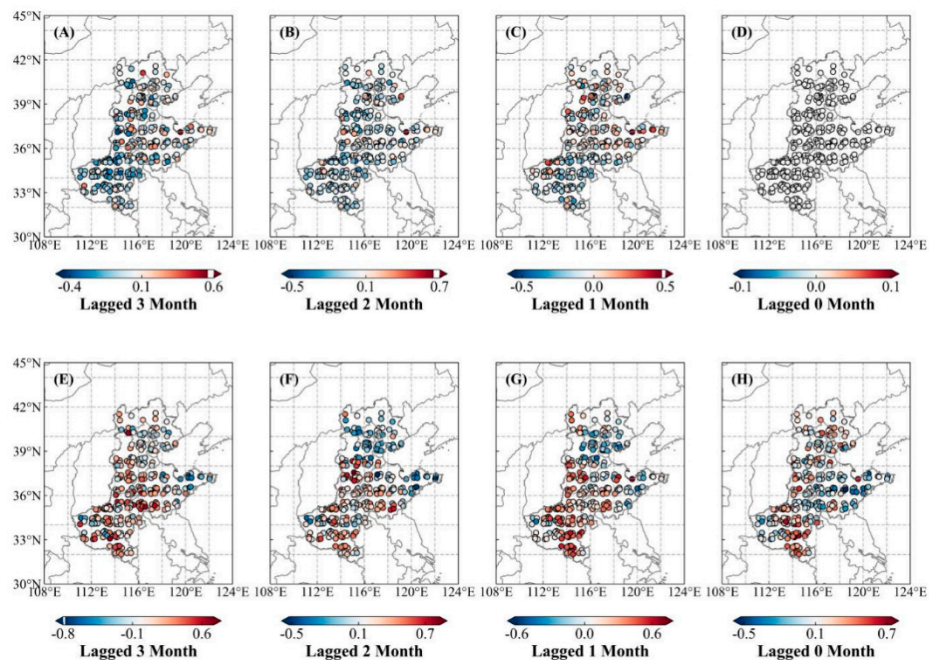 45°N (A) (B) (C) (D)
42°N
39°N
36°N
33°N
30°N
108°E 112°E 116°E 120°E 124°E 108°E 112°E 116°E 120°E 124°E 108°E 112°E 116°E 120°E 124°E 108°E 112°E 116°E 120°E 124°E
-0.4 0.1 0.6 -0.5 0.1 0.7 -0.5 0.0 0.5 -0.1 0.0 0.1
Lagged 3 Month Lagged 2 Month Lagged 1 Month Lagged 0 Month
45°N (E) (F) (G) (H)
42°N
39°N
36°N
33°N
30°N
108°E 112°E 116°E 120°E 124°E 108°E 112°E 116°E 120°E 124°E 108°E 112°E 116°E 120°E 124°E 108°E 112°E 116°E 120°E 124°E
-0.8 -0.1 0.6 -0.5 0.1 0.7 -0.6 0.0 0.6 -0.5 0.1 0.7
Lagged 3 Month Lagged 2 Month Lagged 1 Month Lagged 0 Month